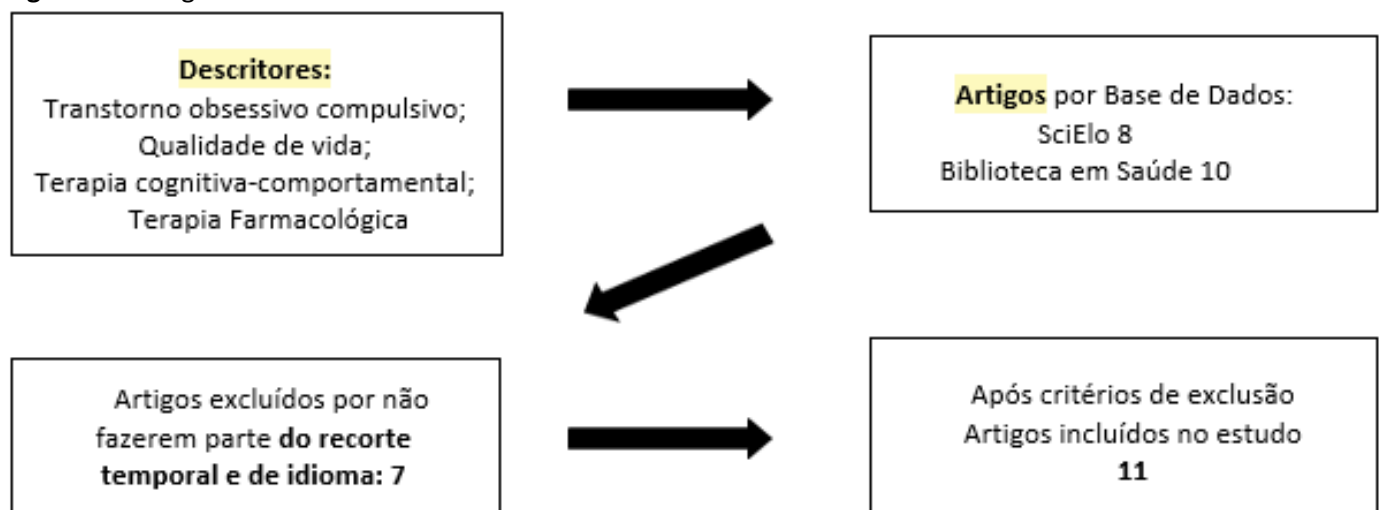 Descritores:
Transtorno obsessivo compulsivo;
Qualidade de vida;
Terapia cognitiva-comportamental;
Terapia Farmacológica
Artigos por Base de Dados:
SciElo 8
Biblioteca em Saúde 10
Artigos excluídos por não
fazerem parte do recorte
temporal e de idioma: 7
Após critérios de exclusão
Artigos incluídos no estudo
11